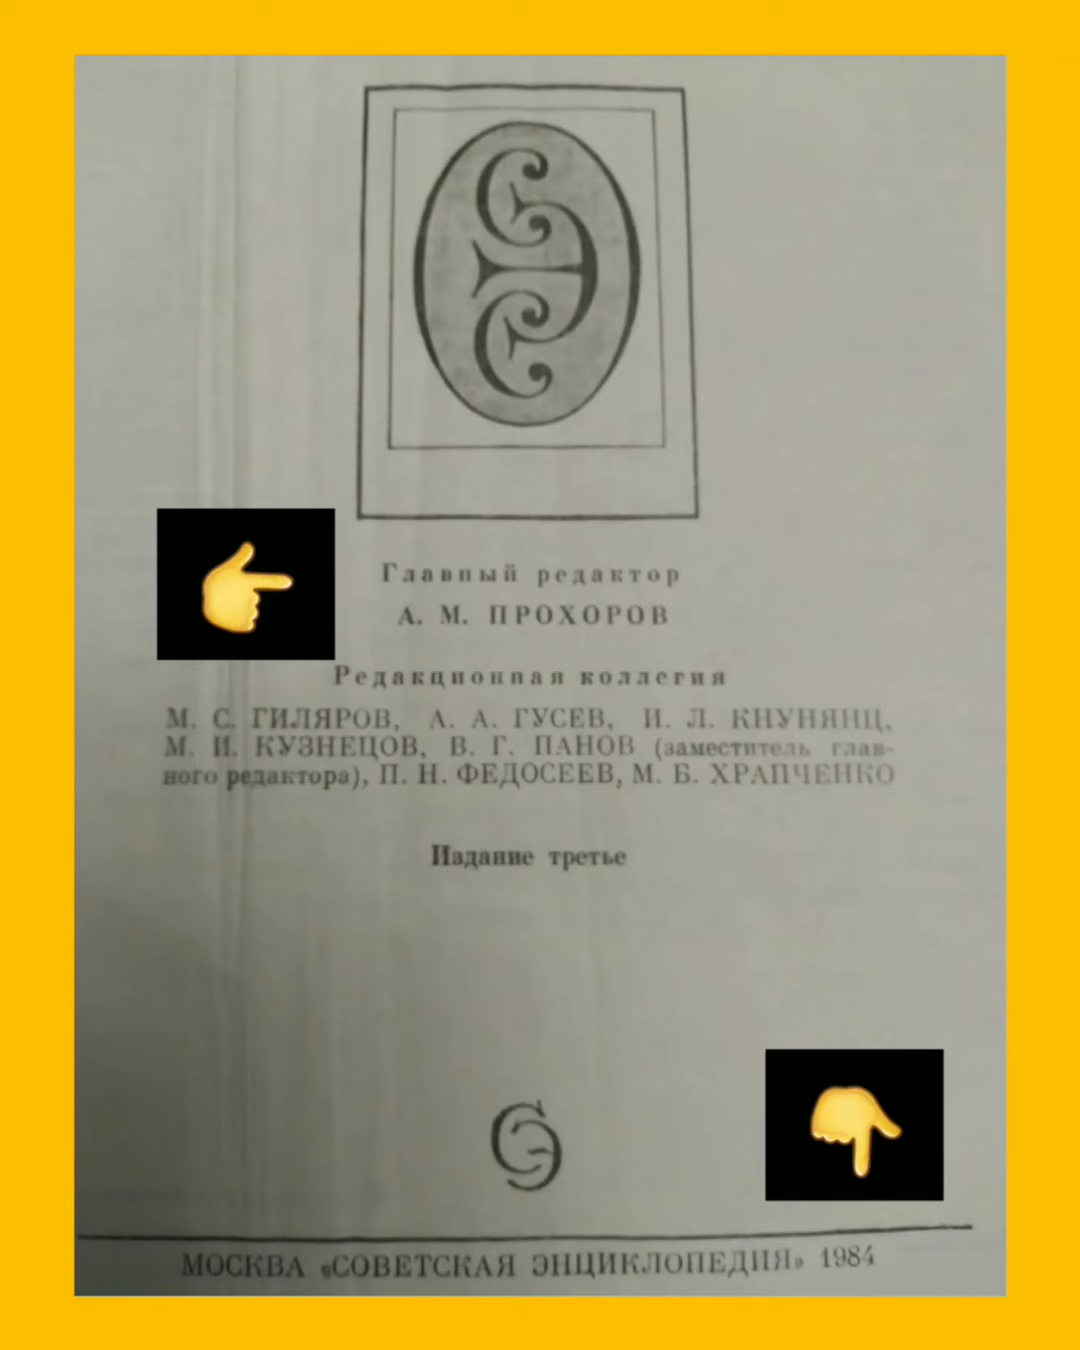 Главный редактор
А. М. ПРОХОРОВ
Редакционная коллегия
М. С. ГИЛЯРОВ, А. А. ГУСЕВ, И. Л. КНУНЯНЦ,
М. И. КУЗНЕЦОВ, В. Г. ПАНОВ (заместитель глав-
ного редактора), П. Н. ФЕДОСЕЕВ, М. Б. ХРАПЧЕНКО
Издание третье
МОСКВА «СОВЕТСКАЯ ЭНЦИКЛОПЕДИЯ» 1984